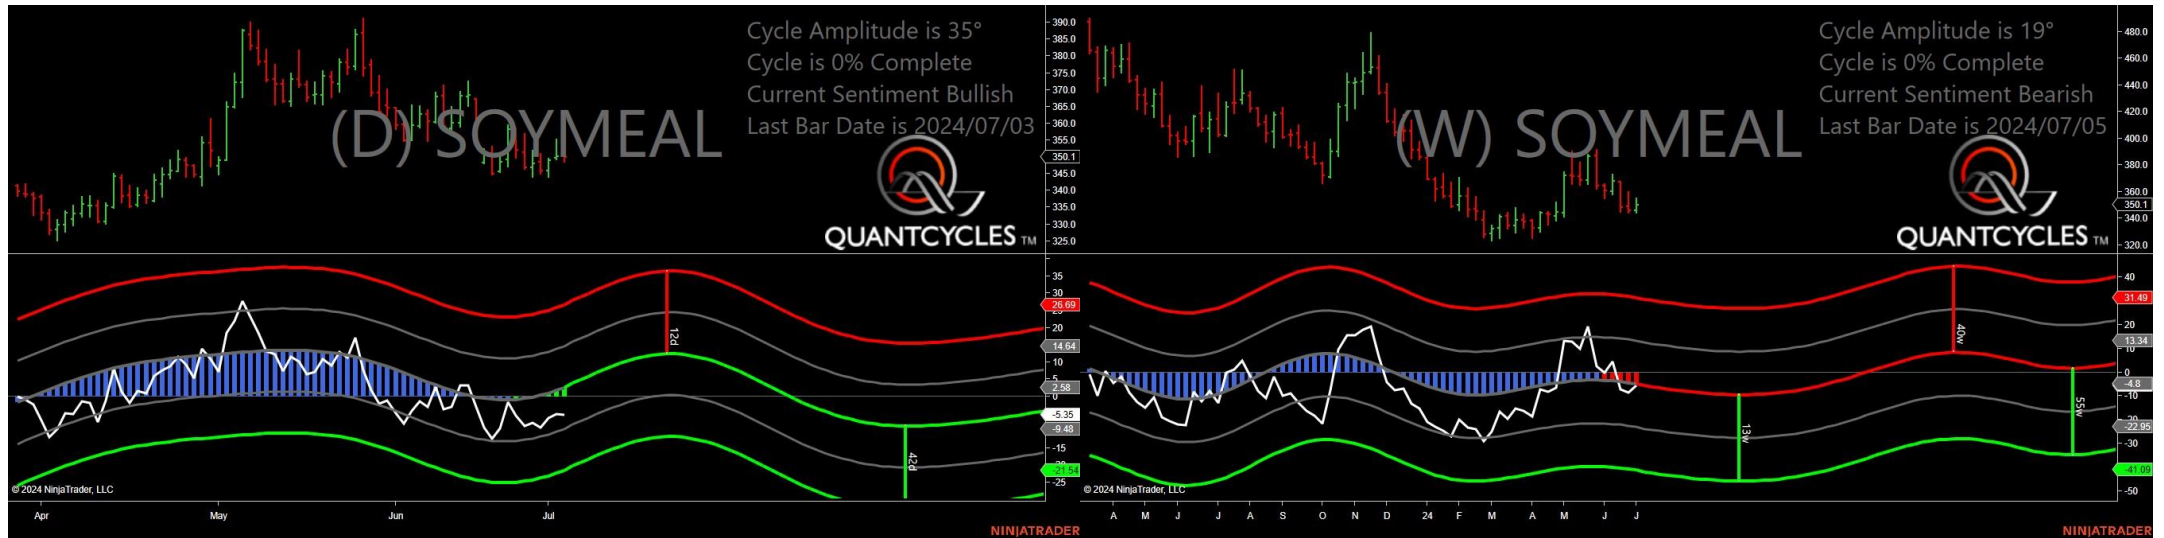 Cycle Amplitude is 35°
Cycle is 0% Complete
Current Sentiment Bullish
Last Bar Date is 2024/07/03
(D) SOYMEAL
QUANTCYCLES TM
390.0
385.0
380.0
375.0
370.0
365.0
360.0
355.0
350.1
345.0
340.0
335.0
330.0
325.0
35
30
26.69
20
14.64
10
5
2.58
0
-5.35
-9.48
-15
-21.54
-25
12d
42d
© 2024 NinjaTrader, LLC
Apr May Jun Jul
NINJATRADER
Cycle Amplitude is 19°
Cycle is 0% Complete
Current Sentiment Bearish
Last Bar Date is 2024/07/05
(W) SOYMEAL
QUANTCYCLES TM
480.0
460.0
440.0
420.0
400.0
380.0
360.0
350.1
340.0
320.0
40
31.49
20
13.34
10
0
-4.8
-10
-22.95
-30
-41.09
-50
40w
13w
55w
© 2024 NinjaTrader, LLC
A M J J A S O N D 24 F M A M J J
NINJATRADER